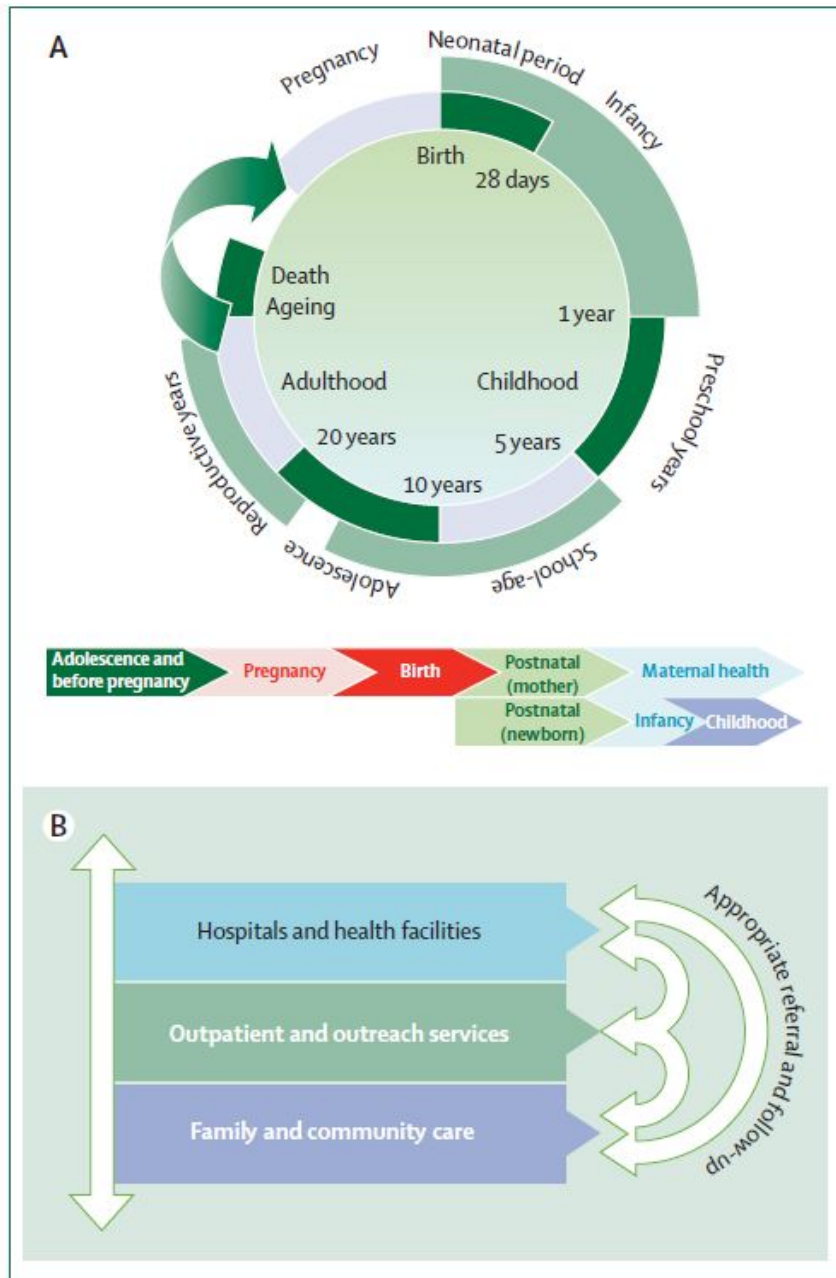 A
Pregnancy
Neonatal period
Infancy
Birth
28 days
1 year
Preschool years
Childhood
5 years
School-age
10 years
Adolescence
20 years
Adulthood
Reproductive years
Death
Ageing
Adolescence and
before pregnancy
Pregnancy
Birth
Postnatal
(mother)
Maternal health
Postnatal
(newborn)
Infancy
Childhood
B
Hospitals and health facilities
Outpatient and outreach services
Family and community care
Appropriate referral and follow-up